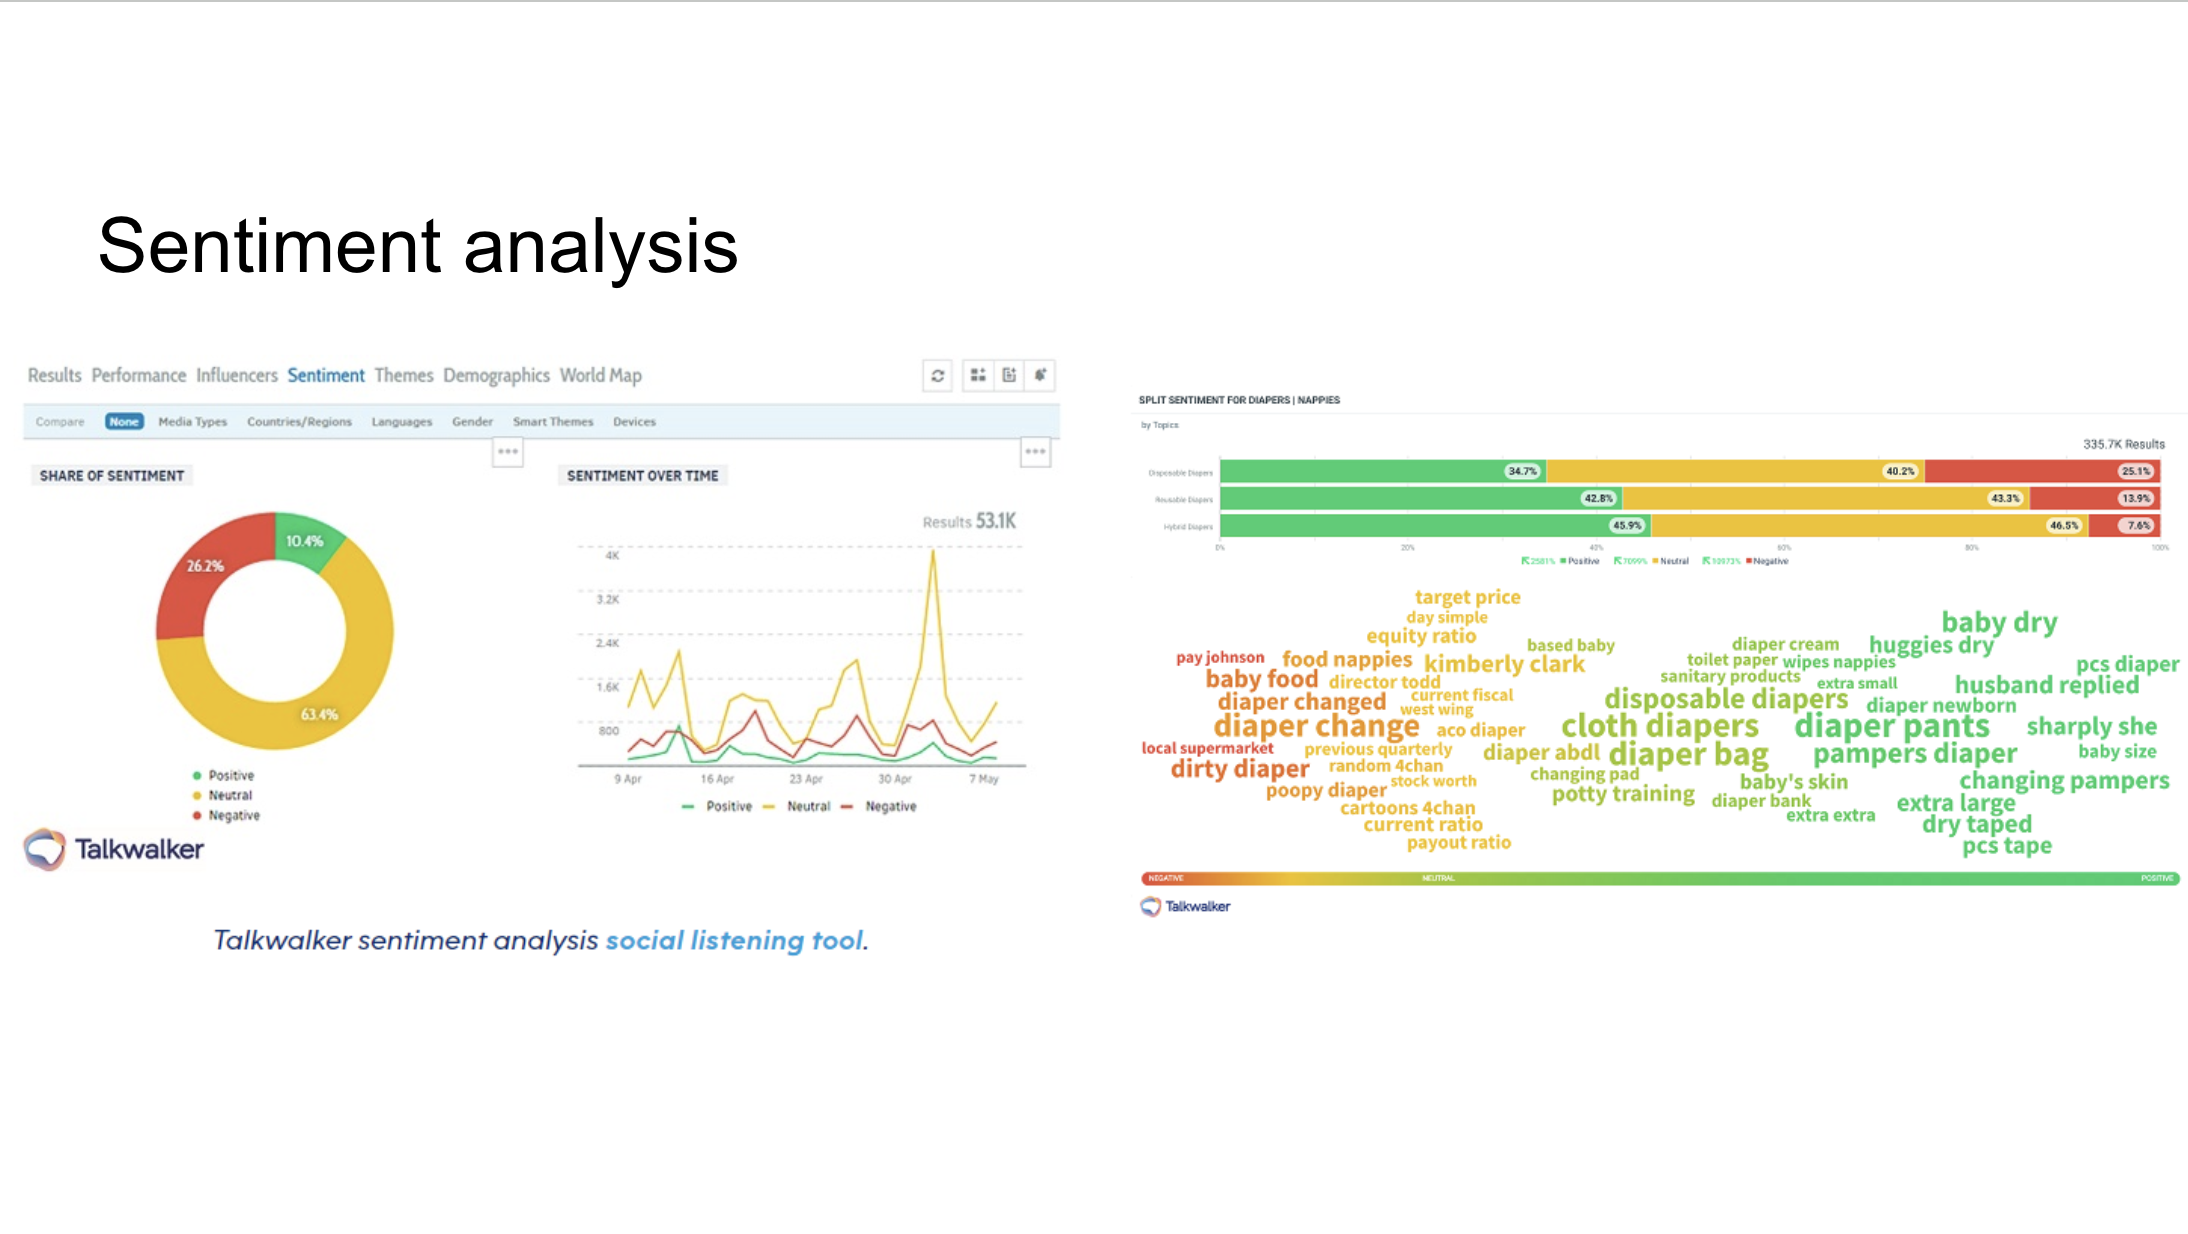 Sentiment analysis
Results Performance Influencers Sentiment Themes Demographics World Map
Compare None Media Types Countries/Regions Languages Gender Smart Themes Devices
SHARE OF SENTIMENT
10.4%
26.2%
63.4%
Positive
Neutral
Negative
Talkwalker
SENTIMENT OVER TIME
Results 53.1K
4K
3.2K
2.4K
1.6K
800
9 Apr 16 Apr 23 Apr 30 Apr 7 May
Positive Neutral Negative
Talkwalker sentiment analysis social listening tool.
SPLIT SENTIMENT FOR DIAPERS | NAPPIES
by Topics
335.7K Results
Disposable Diapers 34.7% 40.2% 25.1%
Reusable Diapers 42.8% 43.3% 13.9%
Hybrid Diapers 45.9% 46.5% 7.6%
0% 20% 40% 60% 80% 100%
2581% Positive 7099% Neutral Negative
target price
day simple
equity ratio
based baby
pay johnson
food nappies
kimberly clark
baby food
director todd
diaper changed
current fiscal
west wing
diaper change
aco diaper
local supermarket
previous quarterly
dirty diaper
random 4chan
stock worth
poopy diaper
cartoons 4chan
current ratio
payout ratio
diaper cream
toilet paper
wipes nappies
sanitary products
extra small
disposable diapers
diaper newborn
cloth diapers
diaper pants
diaper abdl
diaper bag
pampers diaper
changing pad
potty training
baby's skin
diaper bank
extra extra
baby dry
huggies dry
pcs diaper
husband replied
sharply she
baby size
changing pampers
extra large
dry taped
pcs tape
NEGATIVE NEUTRAL POSITIVE
Talkwalker